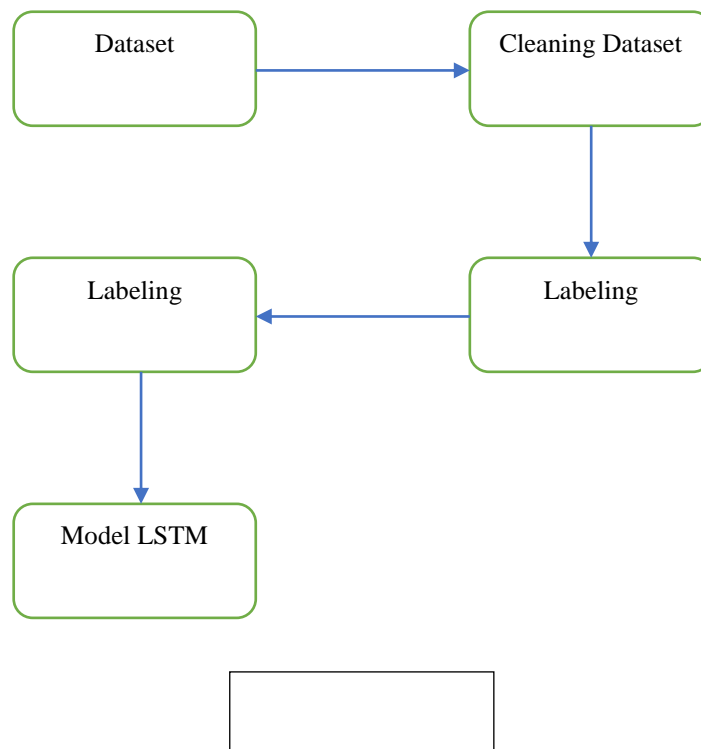 Dataset
Cleaning Dataset
Labeling
Labeling
Model LSTM